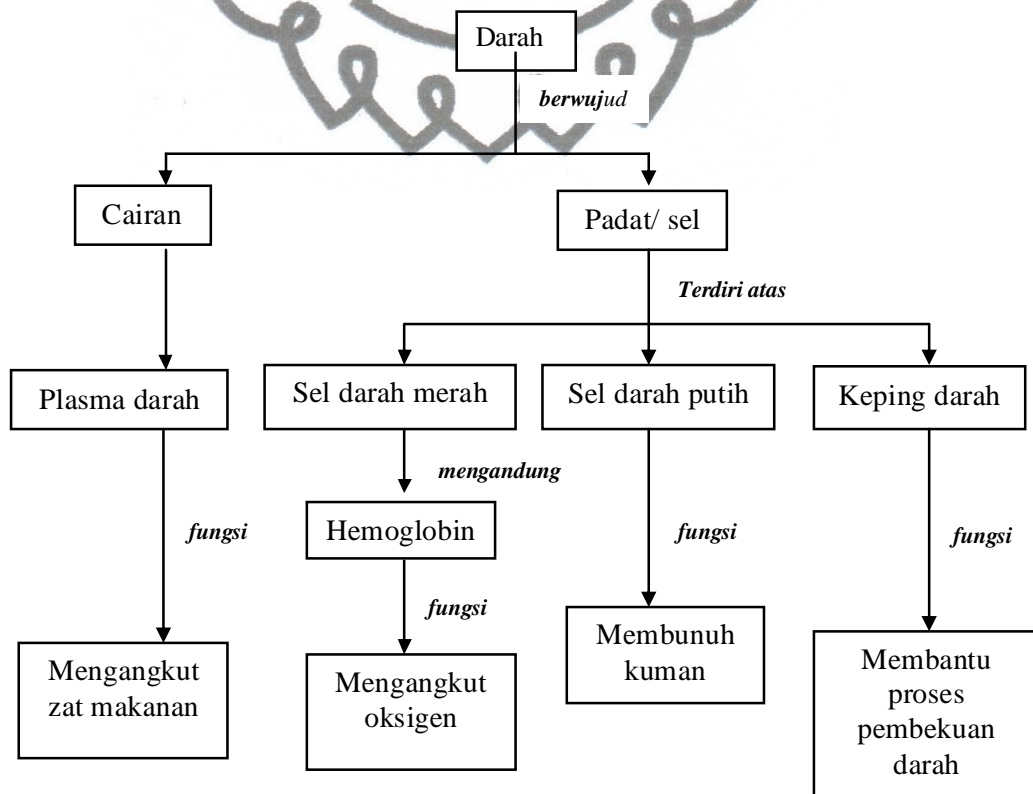 Darah
berwujud
Cairan
Padat/ sel
Terdiri atas
Plasma darah
Sel darah merah
Sel darah putih
Keping darah
mengandung
fungsi
Hemoglobin
fungsi
fungsi
fungsi
Mengangkut
zat makanan
Mengangkut
oksigen
Membunuh
kuman
Membantu
proses
pembekuan
darah